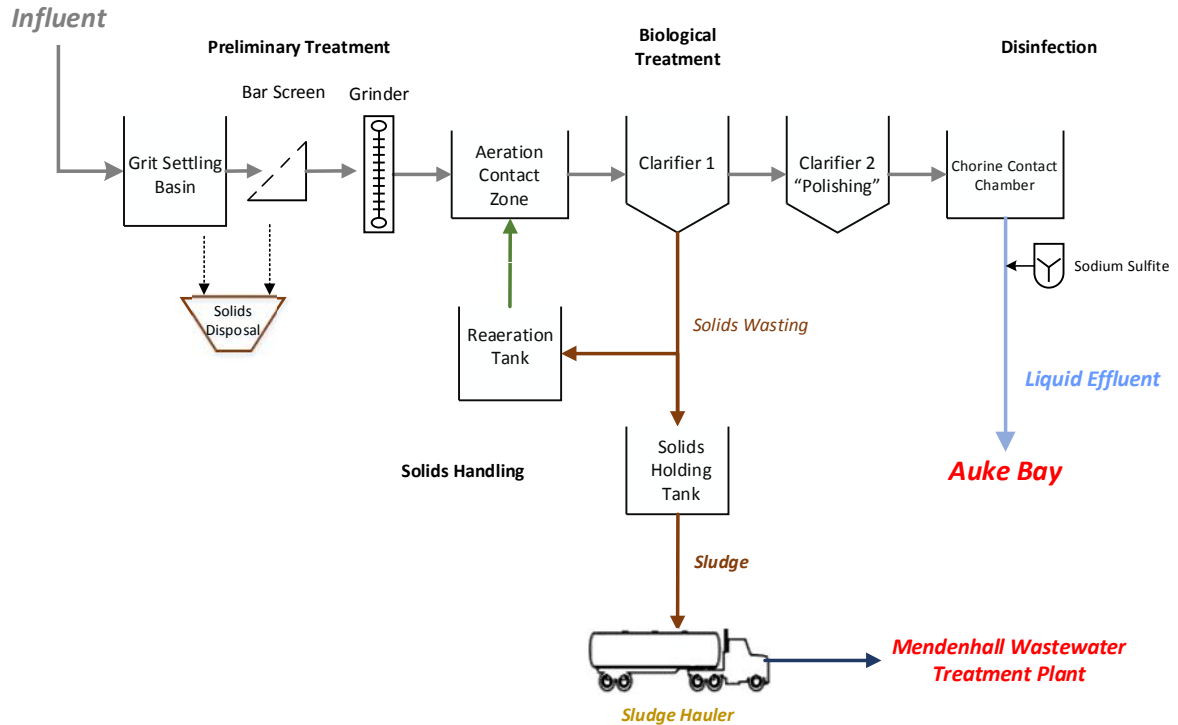 Influent
Preliminary Treatment
Biological
Treatment
Disinfection
Bar Screen
Grinder
Grit Settling
Basin
Aeration
Contact
Zone
Clarifier 1
Clarifier 2
“Polishing”
Chorine Contact
Chamber
Sodium Sulfite
Solids
Disposal
Reaeration
Tank
Solids Wasting
Liquid Effluent
Solids Handling
Solids
Holding
Tank
Auke Bay
Sludge
Mendenhall Wastewater
Treatment Plant
Sludge Hauler